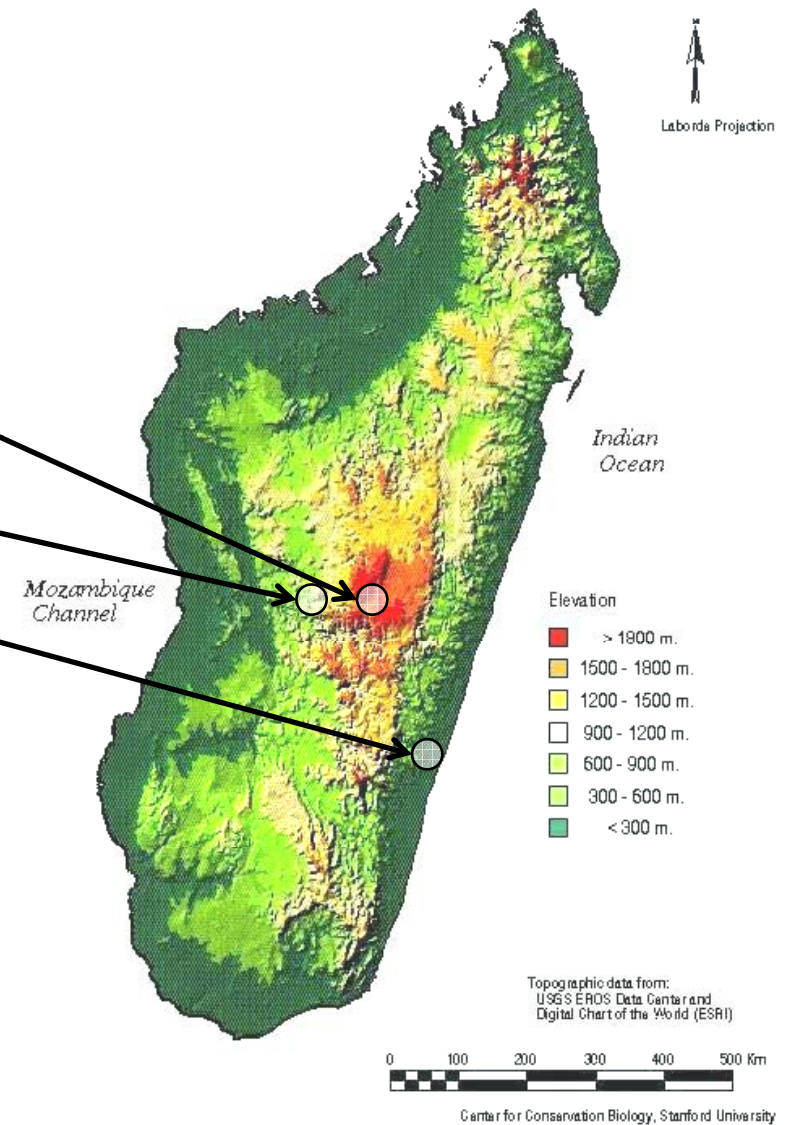 N
Laborde Projection
Indian
Ocean
Mozambique
Channel
Elevation
> 1800 m.
1500 - 1800 m.
1200 - 1500 m.
900 - 1200 m.
600 - 900 m.
300 - 600 m.
< 300 m.
Topographic data from:
USGS EROS Data Center and
Digital Chart of the World (ESRI)
0 100 200 300 400 500 Km
Center for Conservation Biology, Stanford University